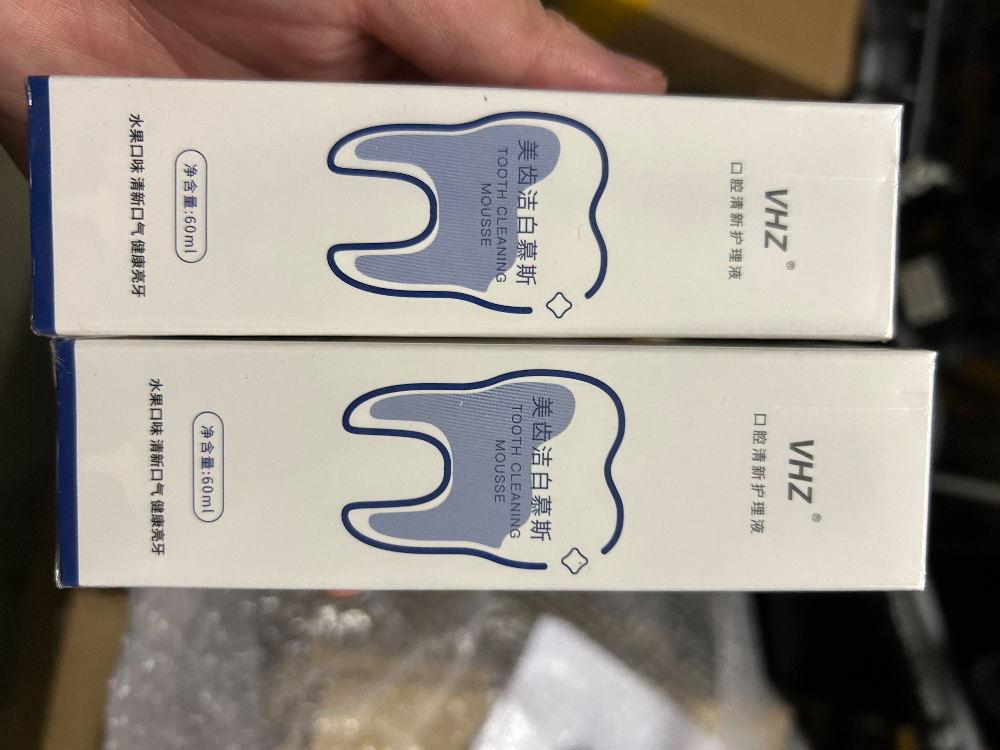 VHZ®
口腔清新护理液
美齿洁白慕斯
TOOTH CLEANING
MOUSSE
净含量:60ml
水果口味 清新口气 健康亮牙
VHZ®
口腔清新护理液
美齿洁白慕斯
TOOTH CLEANING
MOUSSE
净含量:60ml
水果口味 清新口气 健康亮牙